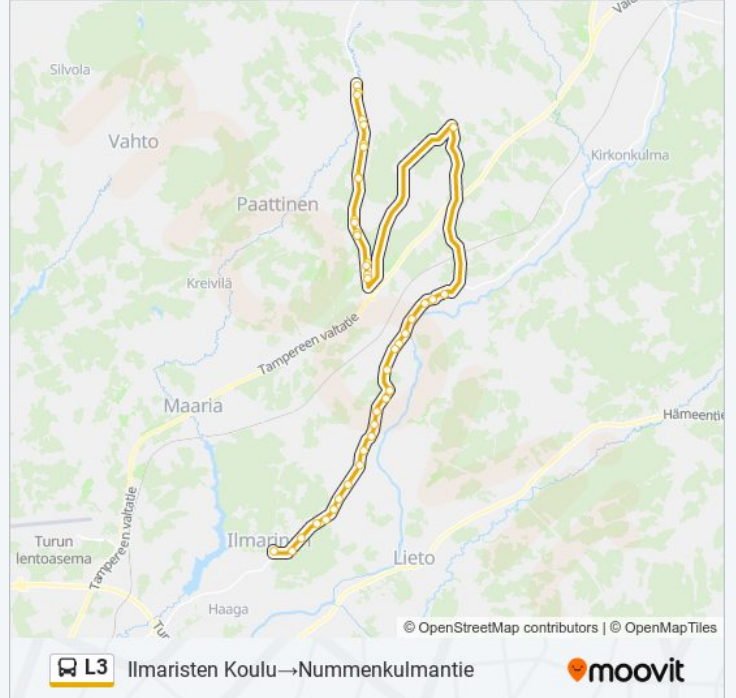 Silvola
Vahto
Kirkonkulma
Paattinen
Kreivilä
Tampereen valtatie
Maaria
Hämeentie
Tampereen valtatie
Turun
lentoasema
Lieto
Haaga
© OpenStreetMap contributors | © OpenMapTiles
L3 Ilmaristen Koulu→Nummenkulmantie
moovit